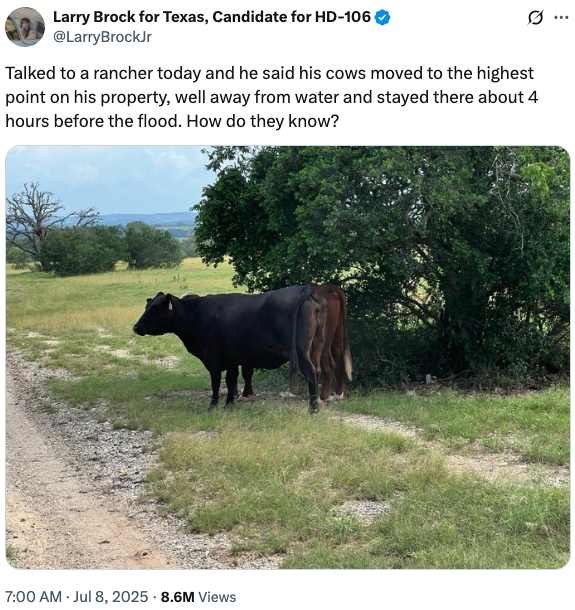 Larry Brock for Texas, Candidate for HD-106
@LarryBrockJr
Talked to a rancher today and he said his cows moved to the highest
point on his property, well away from water and stayed there about 4
hours before the flood. How do they know?
7:00 AM · Jul 8, 2025 · 8.6M Views